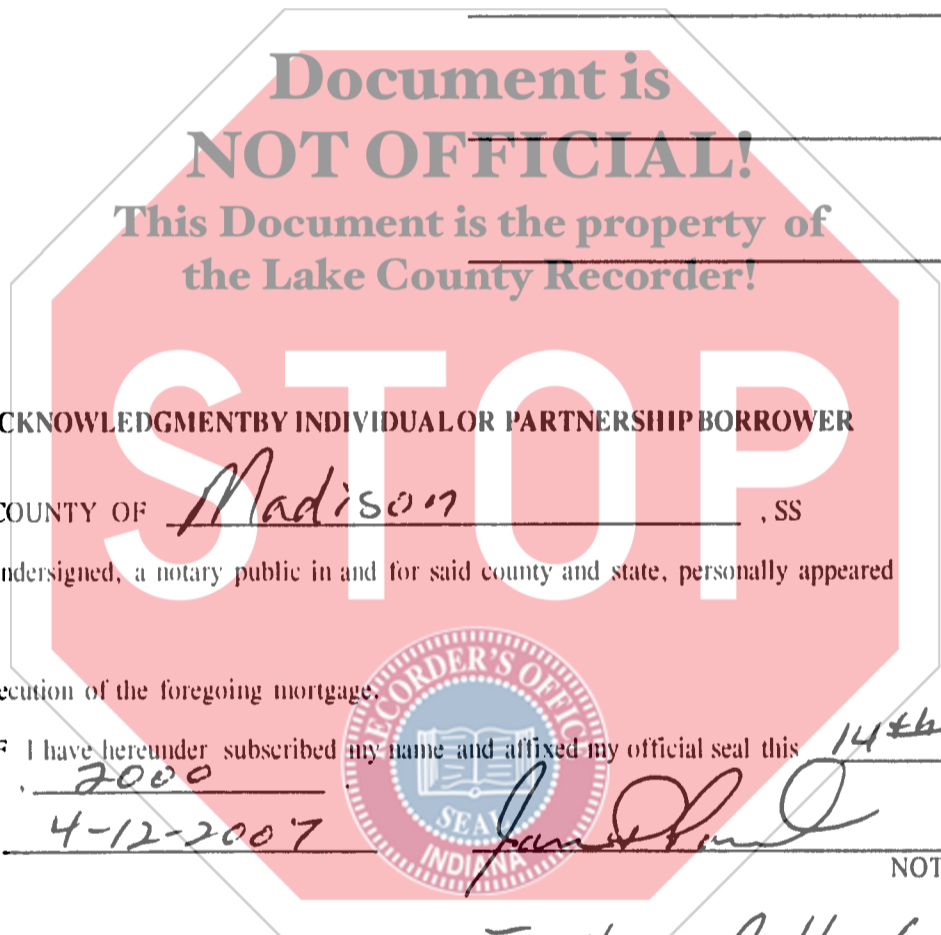 Document is
NOT OFFICIAL!
This Document is the property of
the Lake County Recorder!
STOP
CKNOWLEDGMENTBY INDIVIDUALOR PARTNERSHIP BORROWER
COUNTY OF Madison , SS
ndersigned, a notary public in and for said county and state, personally appeared
ecution of the foregoing mortgage.
F I have hereunder subscribed my name and affixed my official seal this 14th
, 2000 .
4-12-2007
RECORDER'S OFFIC
SEAL
INDIANA
NOT